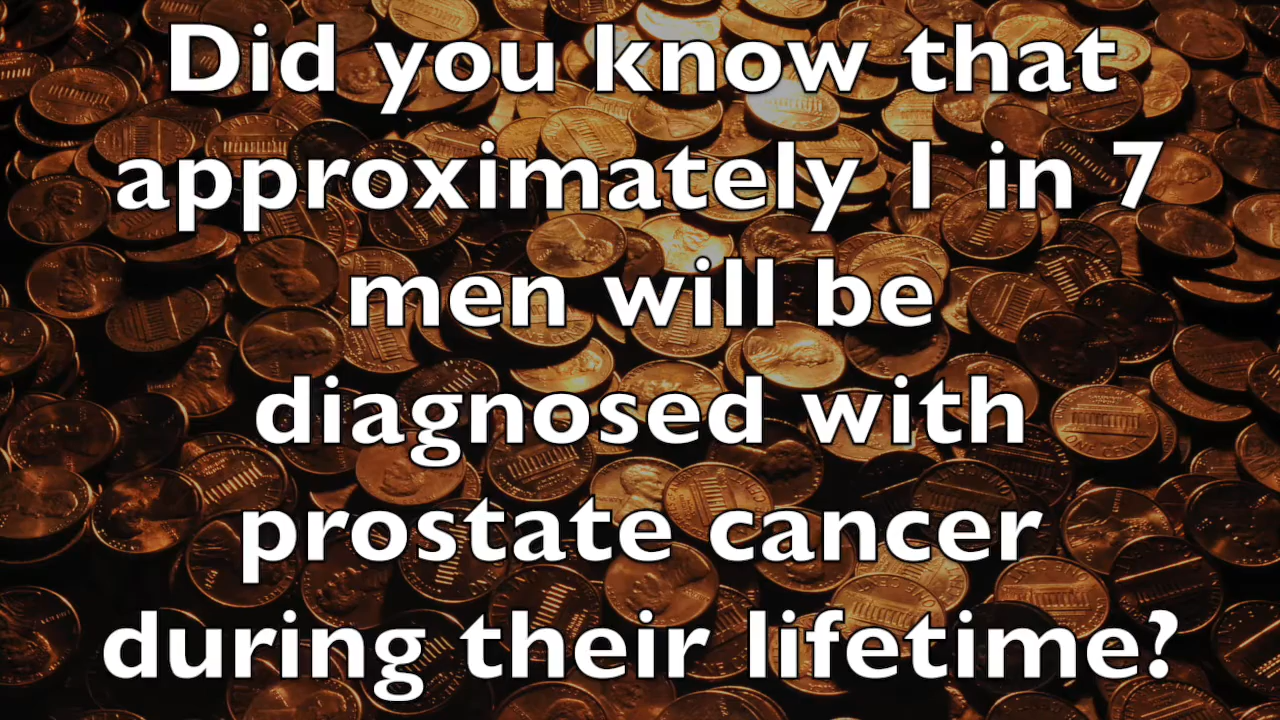 Did you know that
approximately 1 in 7
men will be
diagnosed with
prostate cancer
during their lifetime?